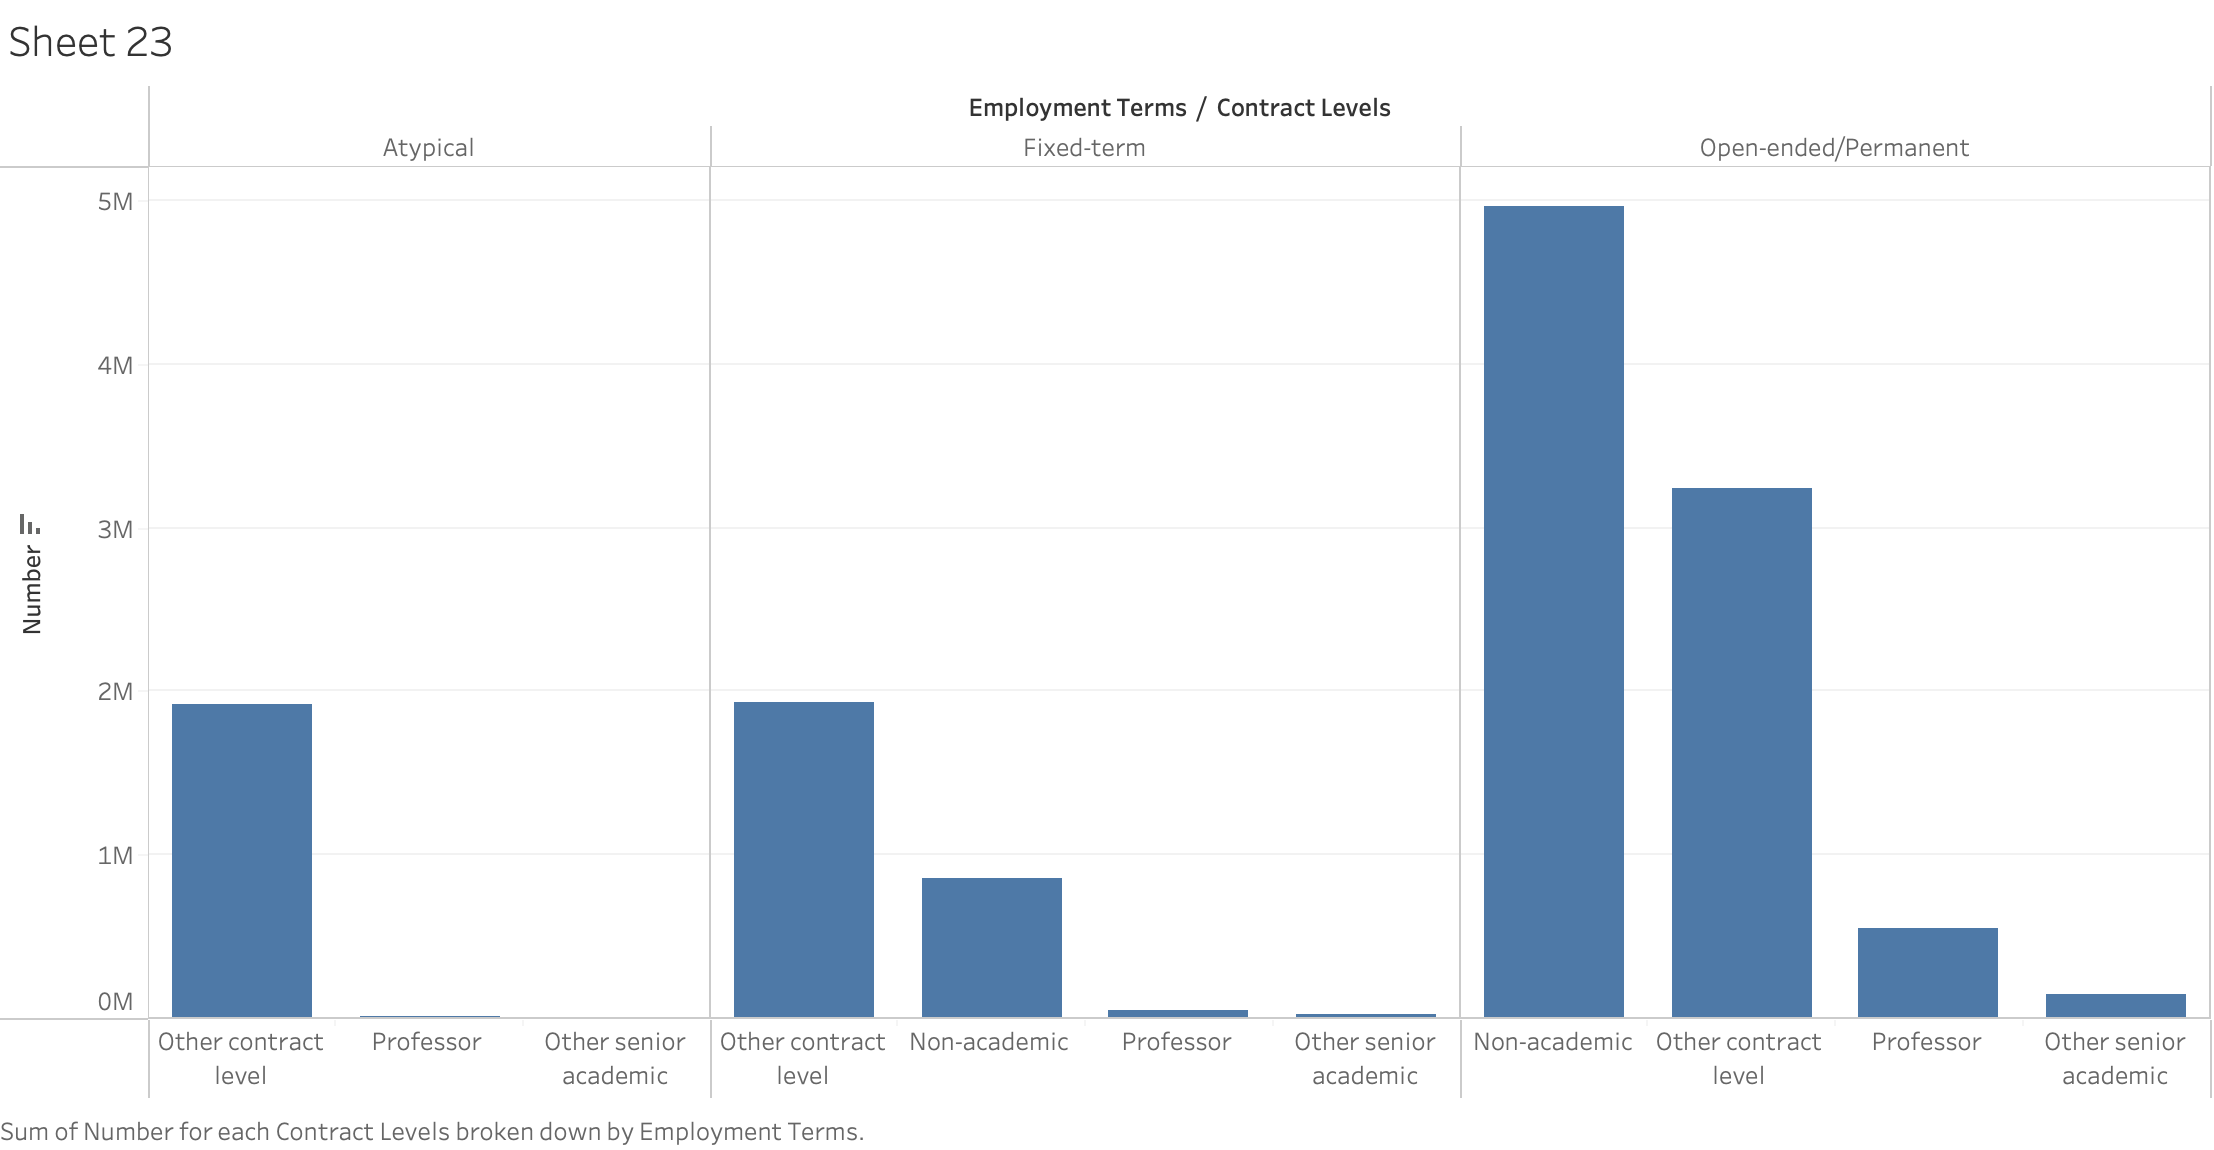 Sheet 23
Employment Terms / Contract Levels
Atypical
Fixed-term
Open-ended/Permanent
5M
4M
3M
2M
1M
0M
Number
Other contract
level
Professor
Other senior
academic
Other contract
level
Non-academic
Professor
Other senior
academic
Non-academic
Other contract
level
Professor
Other senior
academic
Sum of Number for each Contract Levels broken down by Employment Terms.